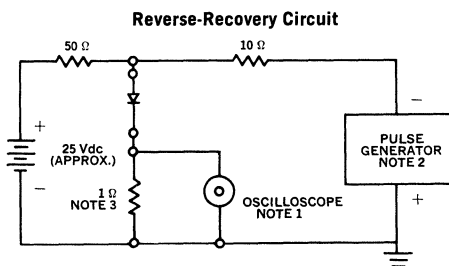 Reverse-Recovery Circuit
50 Ω
10 Ω
+
25 Vdc
(APPROX.)
−
1 Ω
NOTE 3
OSCILLOSCOPE
NOTE 1
−
PULSE
GENERATOR
NOTE 2
+